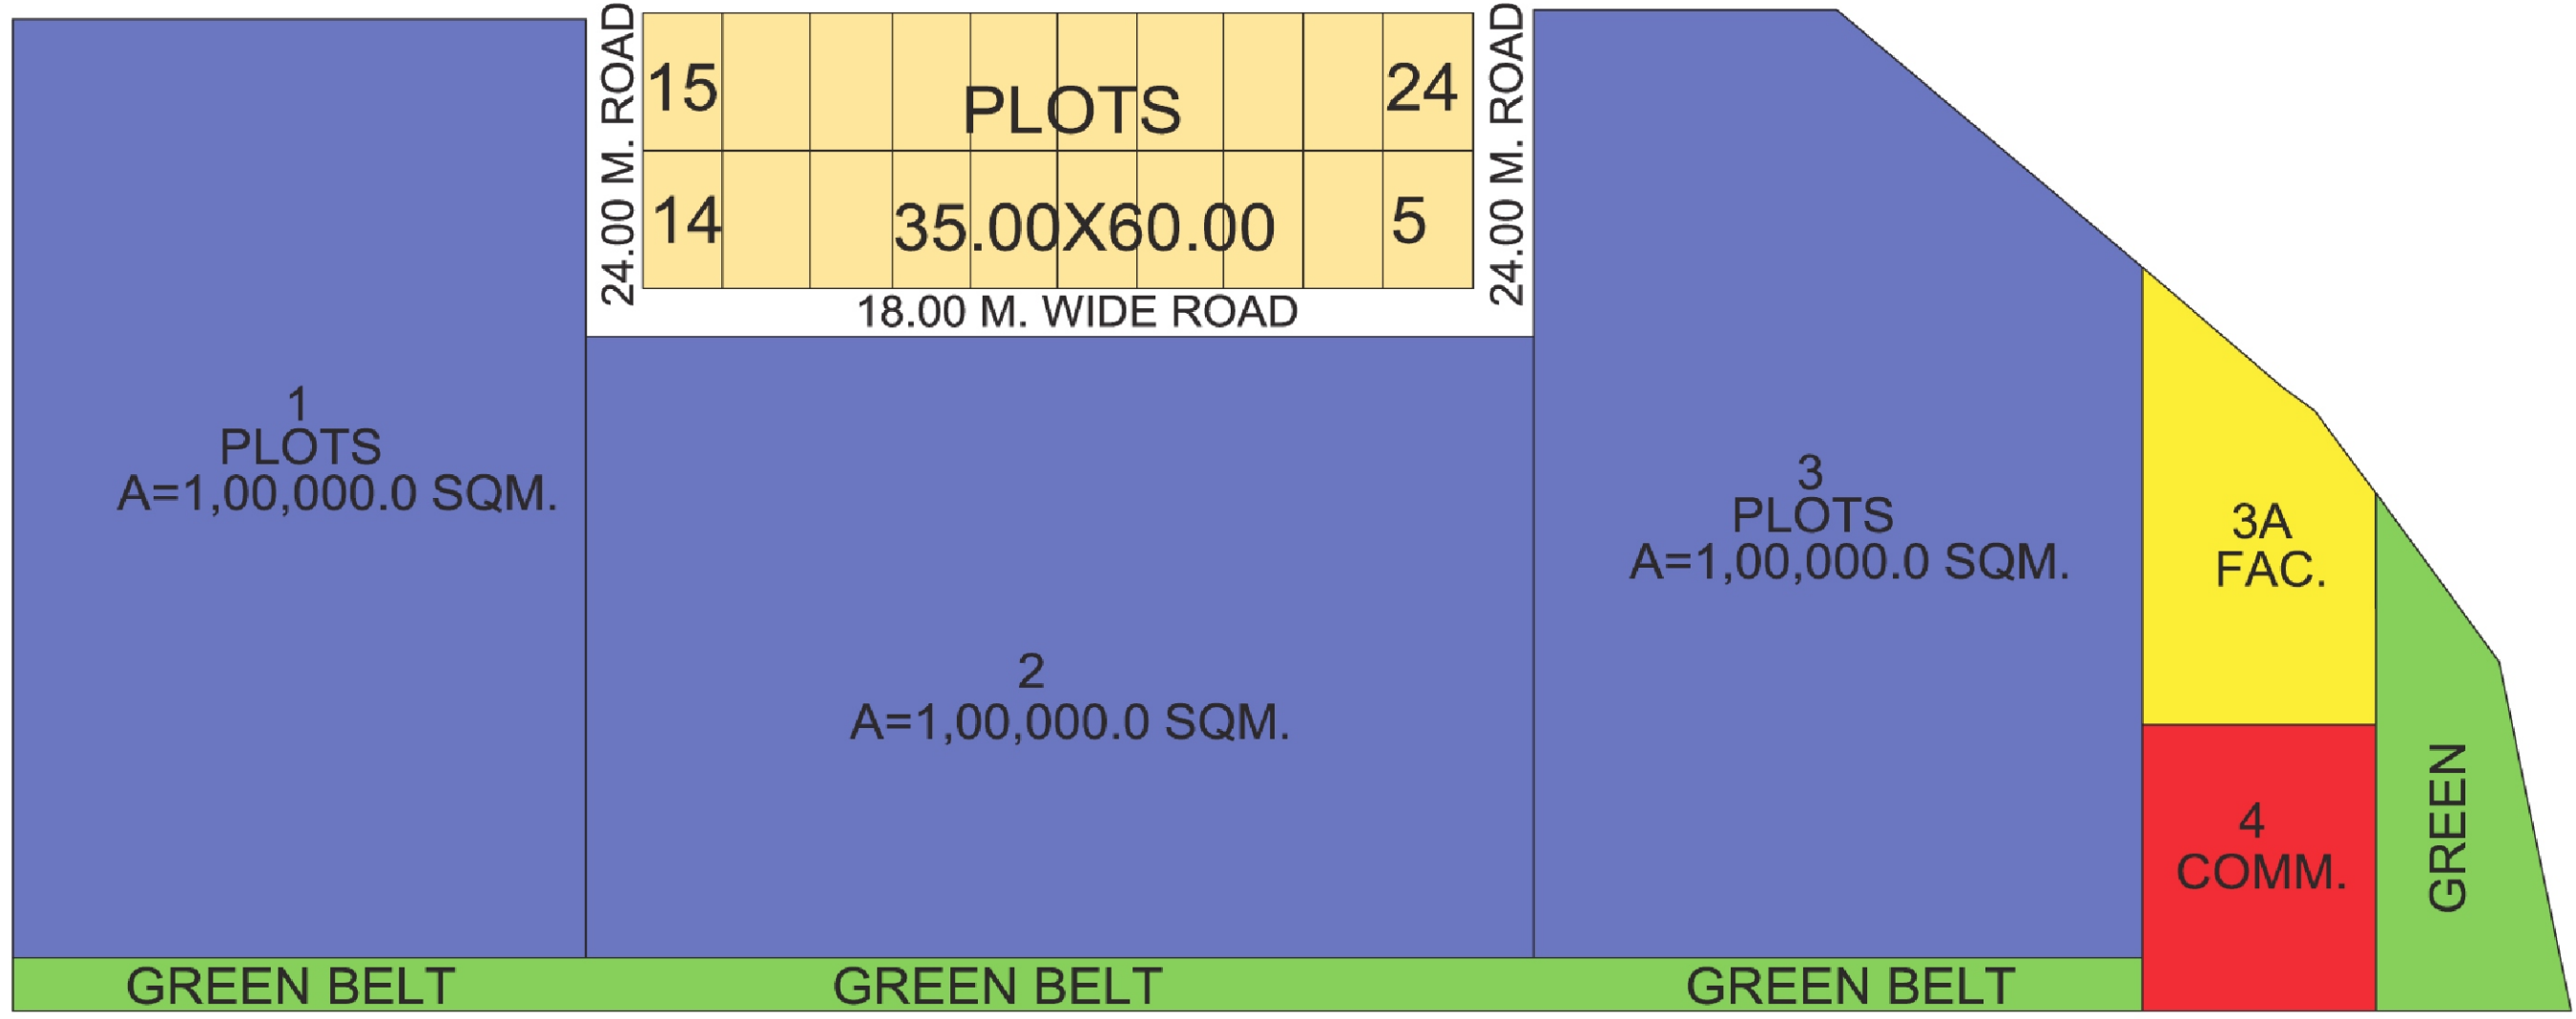 24.00 M. ROAD
15
PLOTS
24
14
35.00X60.00
5
18.00 M. WIDE ROAD
24.00 M. ROAD
1
PLOTS
A=1,00,000.0 SQM.
2
A=1,00,000.0 SQM.
3
PLOTS
A=1,00,000.0 SQM.
3A
FAC.
4
COMM.
GREEN
GREEN BELT
GREEN BELT
GREEN BELT